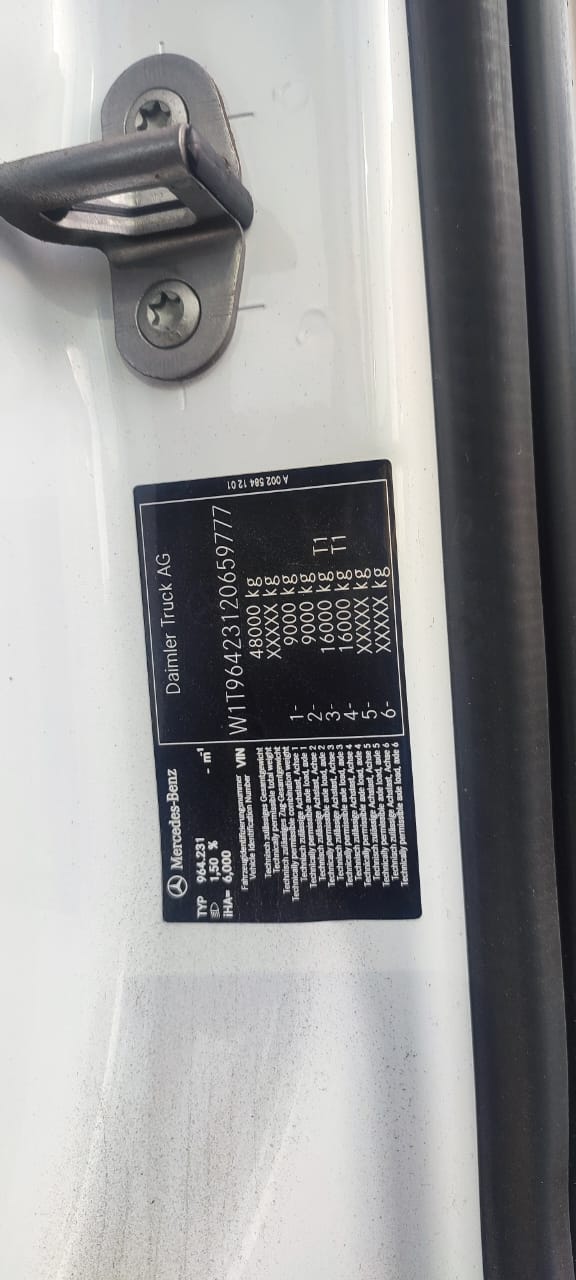 Mercedes-Benz
TYP 964.231
1,50 % - m¹
iHA= 6,000
Daimler Truck AG
Fahrzeugidentifizierungsnummer
Vehicle Identification Number VIN W1T96423120659777
Technisch zulässiges Gesamtgewicht
Technically permissible total weight 48000 kg
Technisch zulässiges Zug-Gesamtgewicht
Technically permissible combination weight XXXXX kg
Technisch zulässige Achslast, Achse 1
Technically permissible axle load, axle 1 1- 9000 kg
Technisch zulässige Achslast, Achse 2
Technically permissible axle load, axle 2 2- 9000 kg
Technisch zulässige Achslast, Achse 3
Technically permissible axle load, axle 3 3- 16000 kg T1
Technisch zulässige Achslast, Achse 4
Technically permissible axle load, axle 4 4- 16000 kg T1
Technisch zulässige Achslast, Achse 5
Technically permissible axle load, axle 5 5- XXXXX kg
Technisch zulässige Achslast, Achse 6
Technically permissible axle load, axle 6 6- XXXXX kg
A 002 584 12 01